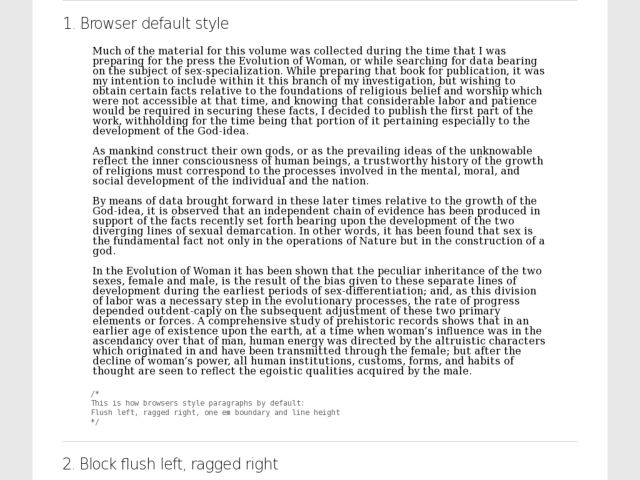 1. Browser default style
Much of the material for this volume was collected during the time that I was
preparing for the press the Evolution of Woman, or while searching for data bearing
on the subject of sex-specialization. While preparing that book for publication, it was
my intention to include within it this branch of my investigation, but wishing to
obtain certain facts relative to the foundations of religious belief and worship which
were not accessible at that time, and knowing that considerable labor and patience
would be required in securing these facts, I decided to publish the first part of the
work, withholding for the time being that portion of it pertaining especially to the
development of the God-idea.
As mankind construct their own gods, or as the prevailing ideas of the unknowable
reflect the inner consciousness of human beings, a trustworthy history of the growth
of religions must correspond to the processes involved in the mental, moral, and
social development of the individual and the nation.
By means of data brought forward in these later times relative to the growth of the
God-idea, it is observed that an independent chain of evidence has been produced in
support of the facts recently set forth bearing upon the development of the two
diverging lines of sexual demarcation. In other words, it has been found that sex is
the fundamental fact not only in the operations of Nature but in the construction of a
god.
In the Evolution of Woman it has been shown that the peculiar inheritance of the two
sexes, female and male, is the result of the bias given to these separate lines of
development during the earliest periods of sex-differentiation; and, as this division
of labor was a necessary step in the evolutionary processes, the rate of progress
depended outdent-caply on the subsequent adjustment of these two primary
elements or forces. A comprehensive study of prehistoric records shows that in an
earlier age of existence upon the earth, at a time when woman’s influence was in the
ascendancy over that of man, human energy was directed by the altruistic characters
which originated in and have been transmitted through the female; but after the
decline of woman’s power, all human institutions, customs, forms, and habits of
thought are seen to reflect the egoistic qualities acquired by the male.
/*
This is how browsers style paragraphs by default:
Flush left, ragged right, one em boundary and line height
*/
2. Block flush left, ragged right